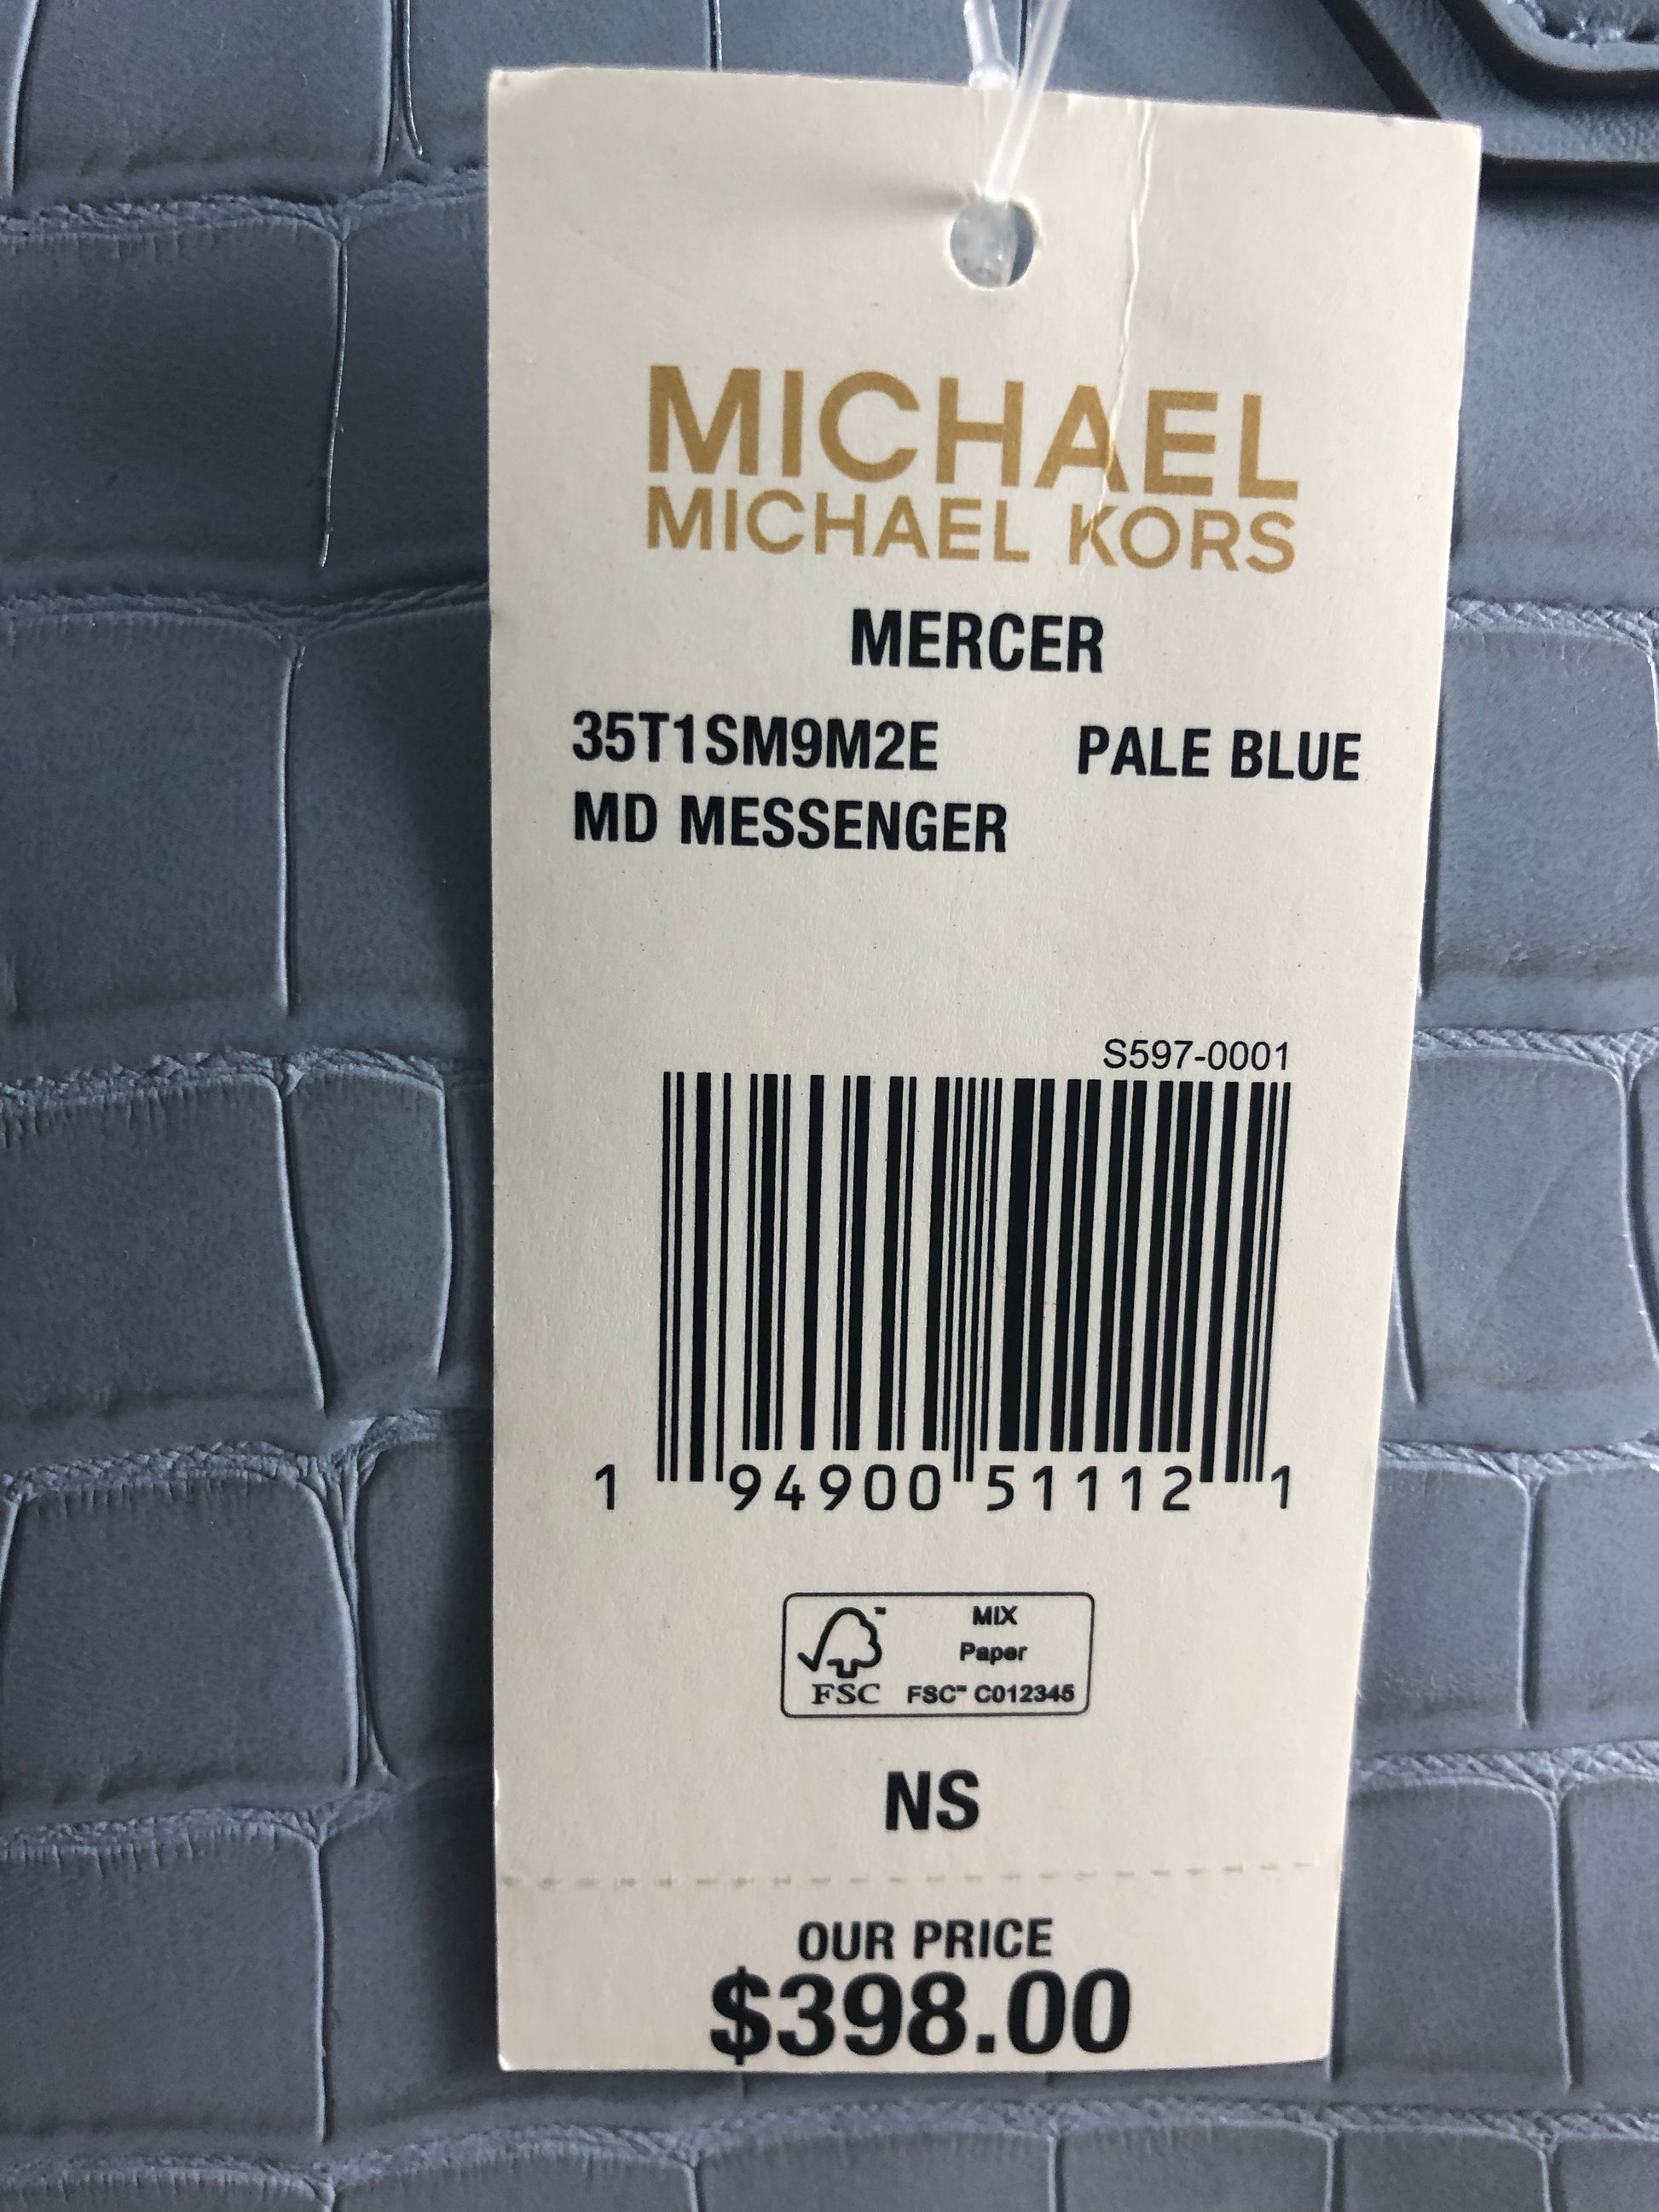 MICHAEL
MICHAEL KORS
MERCER
35T1SM9M2E PALE BLUE
MD MESSENGER
S597-0001
1 94900 51112 1
MIX
Paper
FSC™ C012345
FSC™
NS
OUR PRICE
$398.00